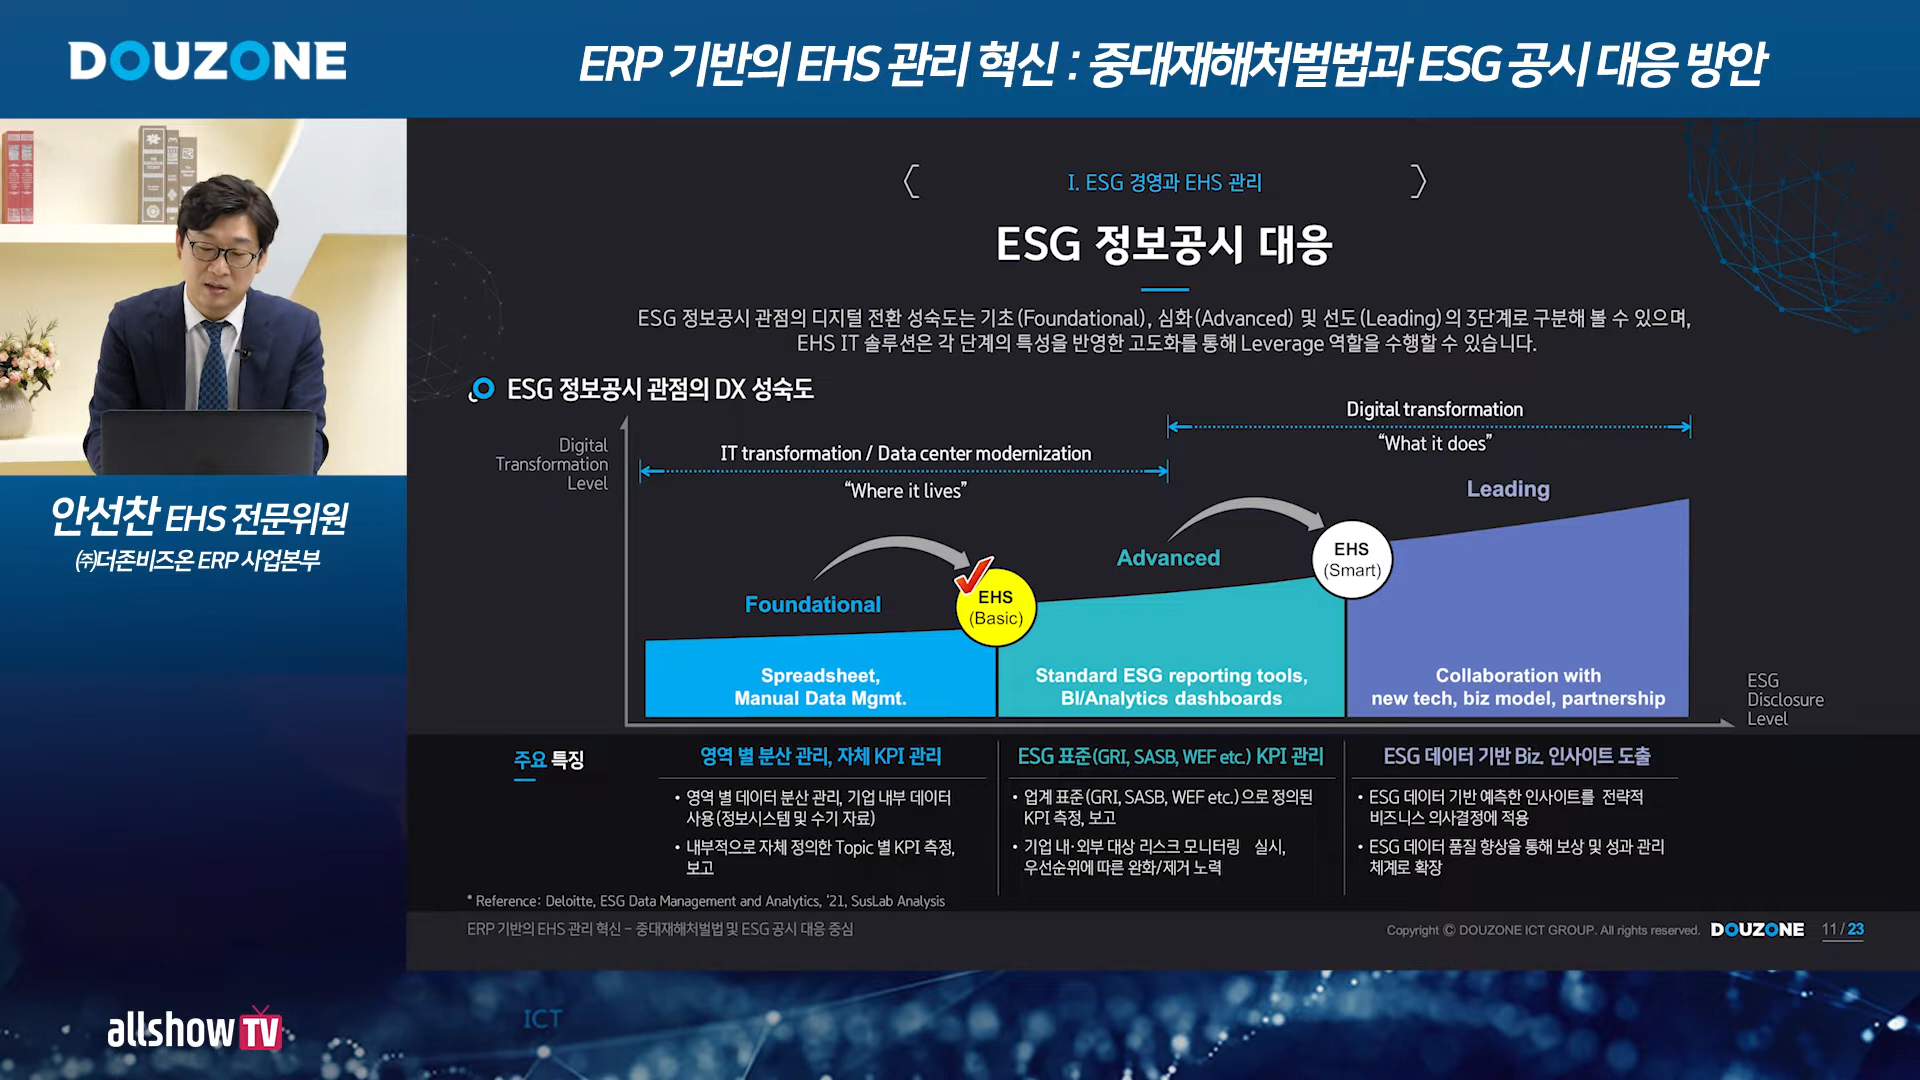 DOUZONE
ERP 기반의 EHS 관리 혁신 : 중대재해처벌법과 ESG 공시 대응 방안
안선찬 EHS 전문위원
㈜더존비즈온 ERP 사업본부
I. ESG 경영과 EHS 관리
ESG 정보공시 대응
ESG 정보공시 관점의 디지털 전환 성숙도는 기초(Foundational), 심화(Advanced) 및 선도(Leading)의 3단계로 구분해 볼 수 있으며,
EHS IT 솔루션은 각 단계의 특성을 반영한 고도화를 통해 Leverage 역할을 수행할 수 있습니다.
ESG 정보공시 관점의 DX 성숙도
Digital
Transformation
Level
IT transformation / Data center modernization
“Where it lives”
Digital transformation
“What it does”
Foundational
EHS
(Basic)
Advanced
EHS
(Smart)
Leading
Spreadsheet,
Manual Data Mgmt.
Standard ESG reporting tools,
BI/Analytics dashboards
Collaboration with
new tech, biz model, partnership
ESG
Disclosure
Level
주요 특징
영역 별 분산 관리, 자체 KPI 관리
• 영역 별 데이터 분산 관리, 기업 내부 데이터
사용(정보시스템 및 수기 자료)
• 내부적으로 자체 정의한 Topic 별 KPI 측정,
보고
ESG 표준(GRI, SASB, WEF etc.) KPI 관리
• 업계 표준(GRI, SASB, WEF etc.)으로 정의된
KPI 측정, 보고
• 기업 내·외부 대상 리스크 모니터링 실시,
우선순위에 따른 완화/제거 노력
ESG 데이터 기반 Biz. 인사이트 도출
• ESG 데이터 기반 예측한 인사이트를 전략적
비즈니스 의사결정에 적용
• ESG 데이터 품질 향상을 통해 보상 및 성과 관리
체계로 확장
* Reference: Deloitte, ESG Data Management and Analytics, '21, SusLab Analysis
ERP 기반의 EHS 관리 혁신 – 중대재해처벌법 및 ESG 공시 대응 중심
Copyright © DOUZONE ICT GROUP. All rights reserved. DOUZONE 11 / 23
allshow TV
ICT